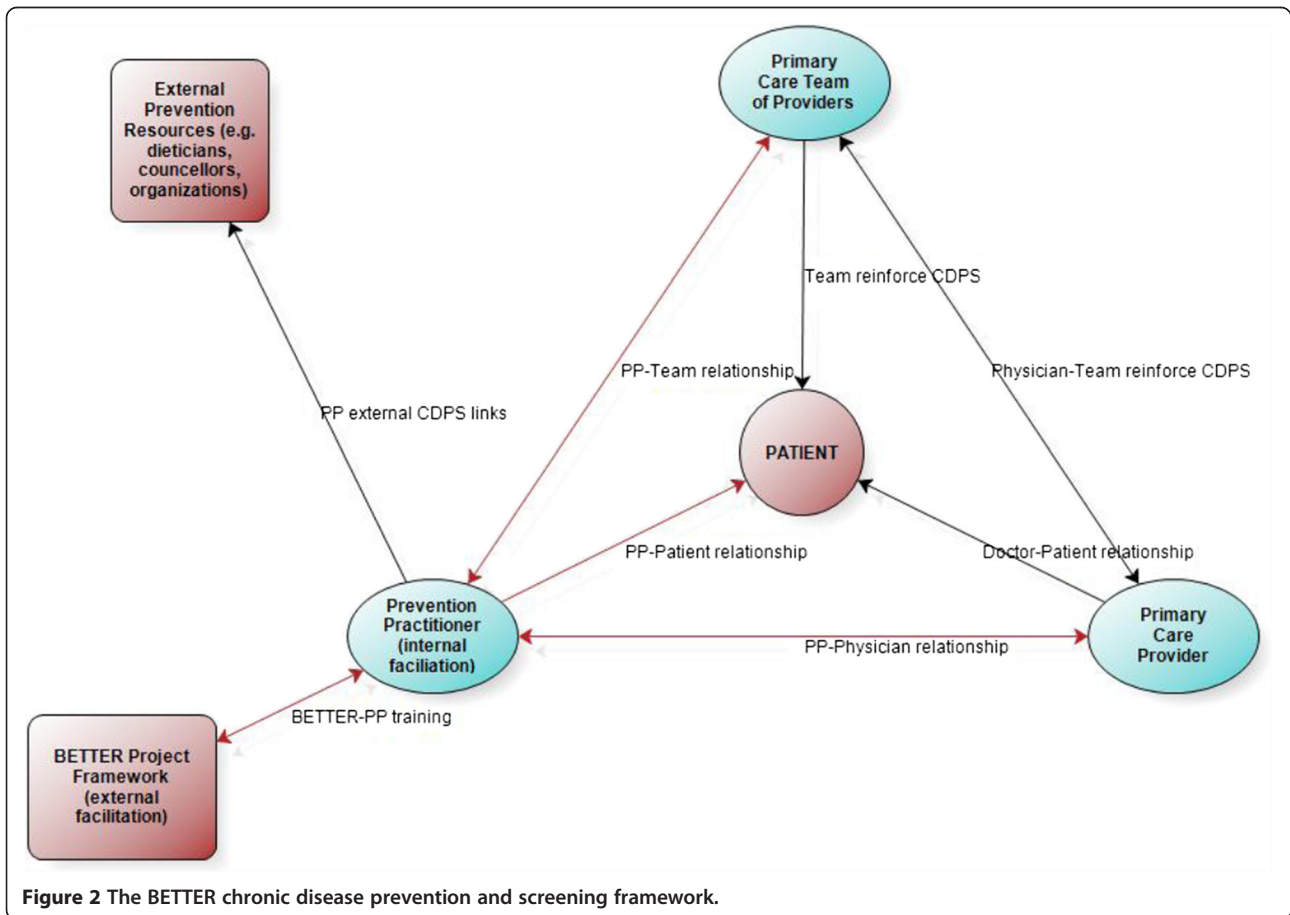 External
Prevention
Resources (e.g.
dieticians,
councellors,
organizations)
Primary
Care Team
of Providers
Team reinforce CDPS
PP-Team relationship
Physician-Team reinforce CDPS
PP external CDPS links
PATIENT
PP-Patient relationship
Doctor-Patient relationship
Prevention
Practitioner
(internal
faciliation)
Primary
Care
Provider
PP-Physician relationship
BETTER-PP training
BETTER Project
Framework
(external
facilitation)
Figure 2 The BETTER chronic disease prevention and screening framework.